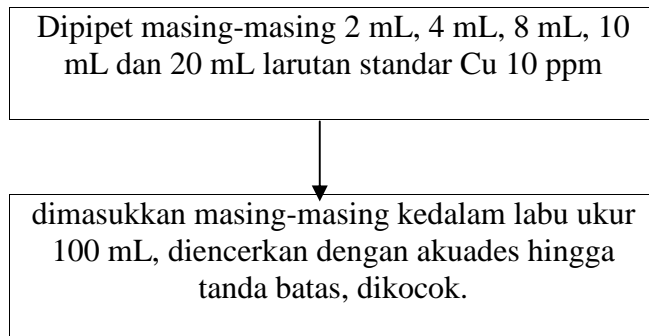 Dipipet masing-masing 2 mL, 4 mL, 8 mL, 10
mL dan 20 mL larutan standar Cu 10 ppm
dimasukkan masing-masing kedalam labu ukur
100 mL, diencerkan dengan akuades hingga
tanda batas, dikocok.